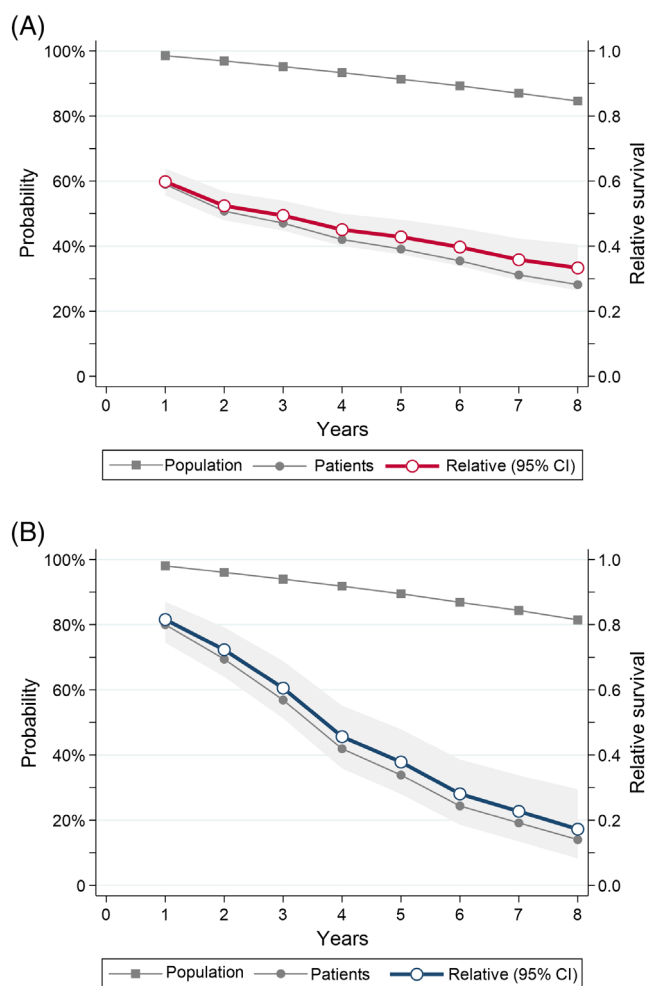 (A)
100%
80%
60%
40%
20%
0
Probability
1.0
0.8
0.6
0.4
0.2
0.0
Relative survival
0 1 2 3 4 5 6 7 8
Years
Population Patients Relative (95% CI)
(B)
100%
80%
60%
40%
20%
0
Probability
1.0
0.8
0.6
0.4
0.2
0.0
Relative survival
0 1 2 3 4 5 6 7 8
Years
Population Patients Relative (95% CI)